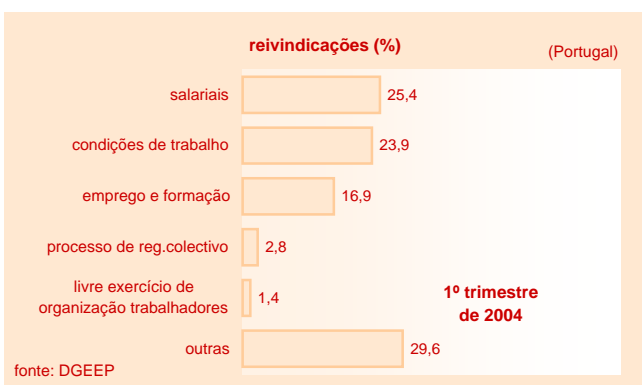 reivindicações (%)
(Portugal)
salariais 25,4
condições de trabalho 23,9
emprego e formação 16,9
processo de reg.colectivo 2,8
livre exercício de
organização trabalhadores 1,4
1º trimestre
de 2004
outras 29,6
fonte: DGEEP